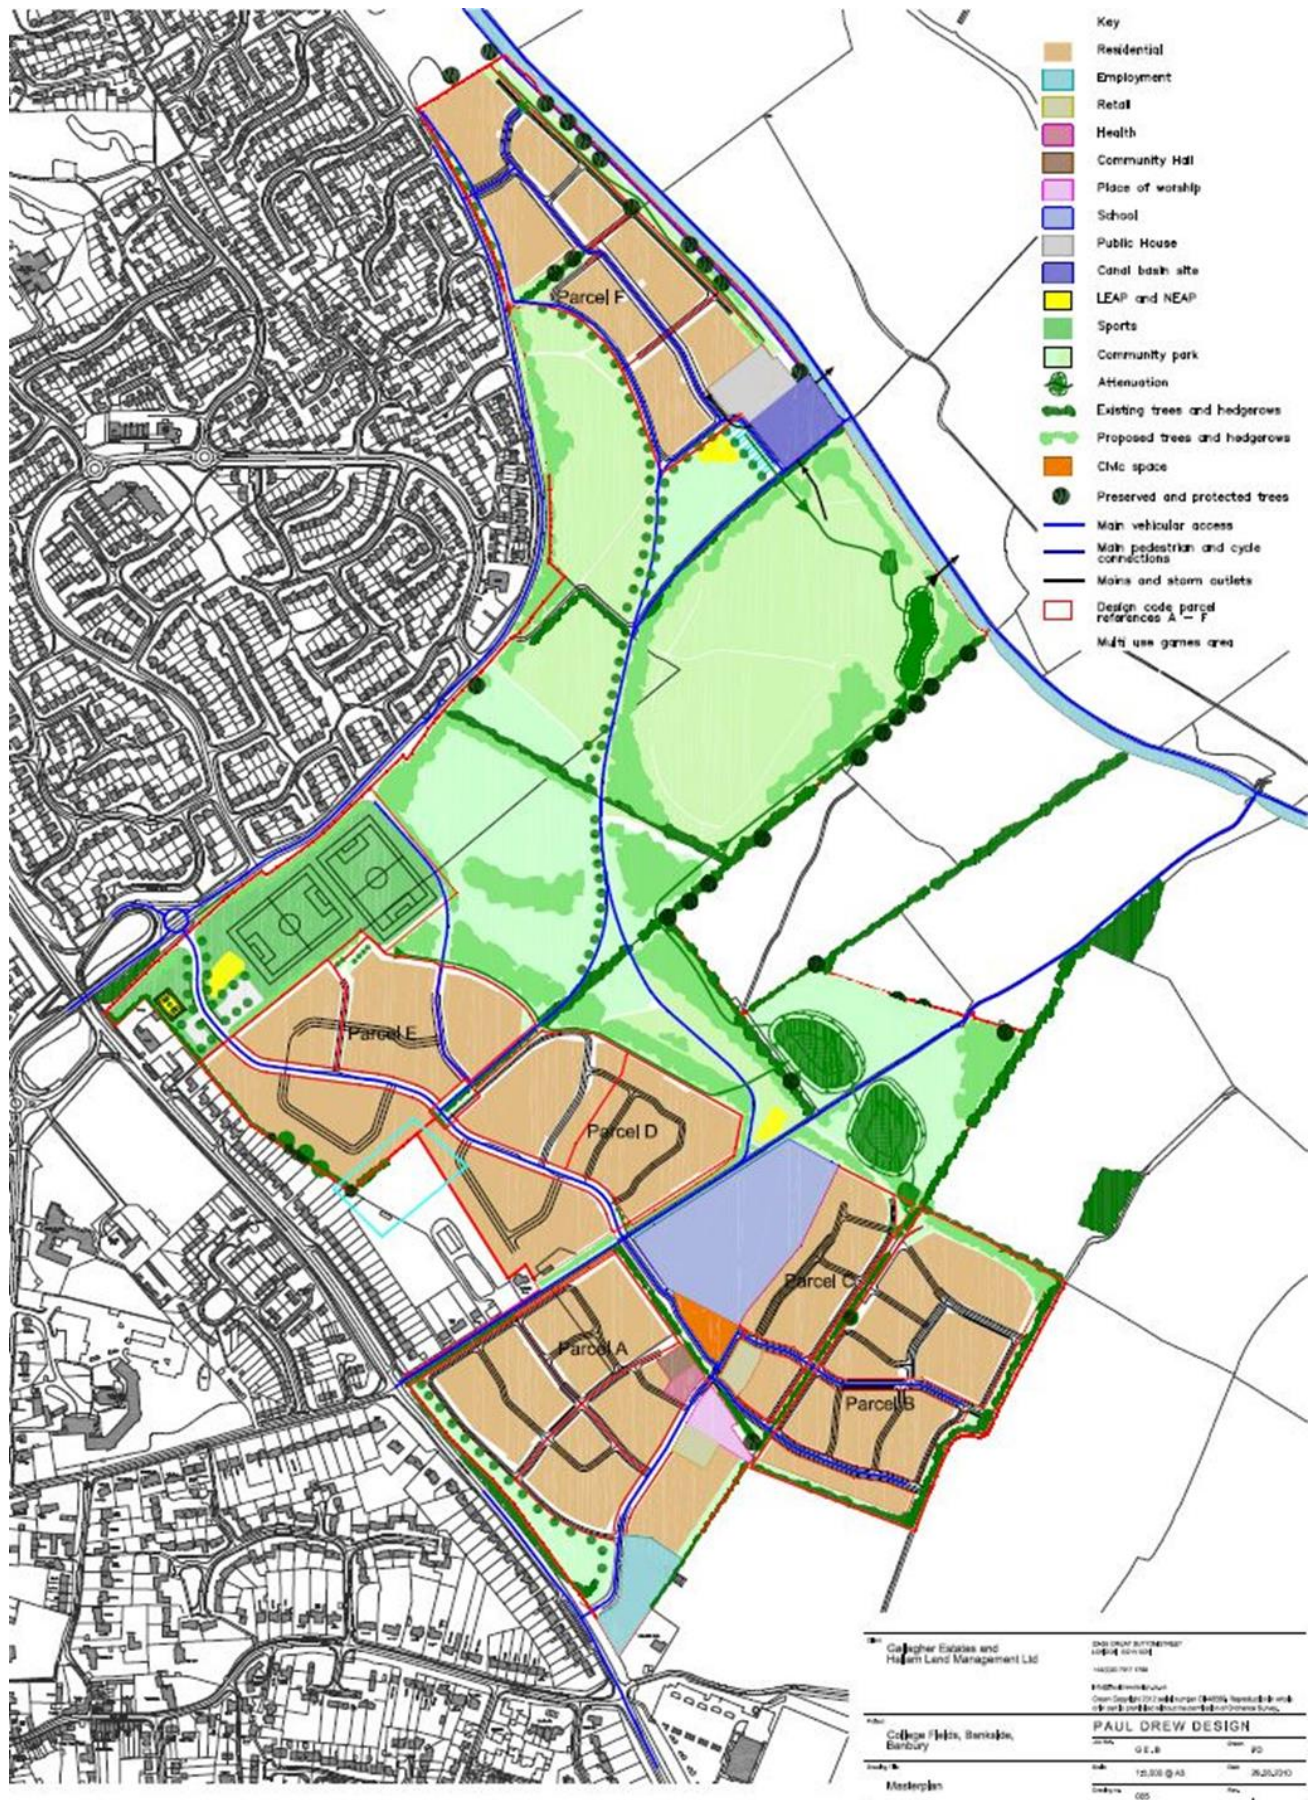 Key
Residential
Employment
Retail
Health
Community Hall
Place of worship
School
Public House
Canal basin site
LEAP and NEAP
Sports
Community park
Attenuation
Existing trees and hedgerows
Proposed trees and hedgerows
Civic space
Preserved and protected trees
Main vehicular access
Main pedestrian and cycle
connections
Mains and storm outlets
Design code parcel
references A - F
Multi use games area
Parcel F
Parcel E
Parcel D
Parcel C
Parcel A
Parcel B
Gallagher Estates and
Hallam Land Management Ltd
College Fields, Bankside,
Banbury
PAUL DREW DESIGN
Masterplan